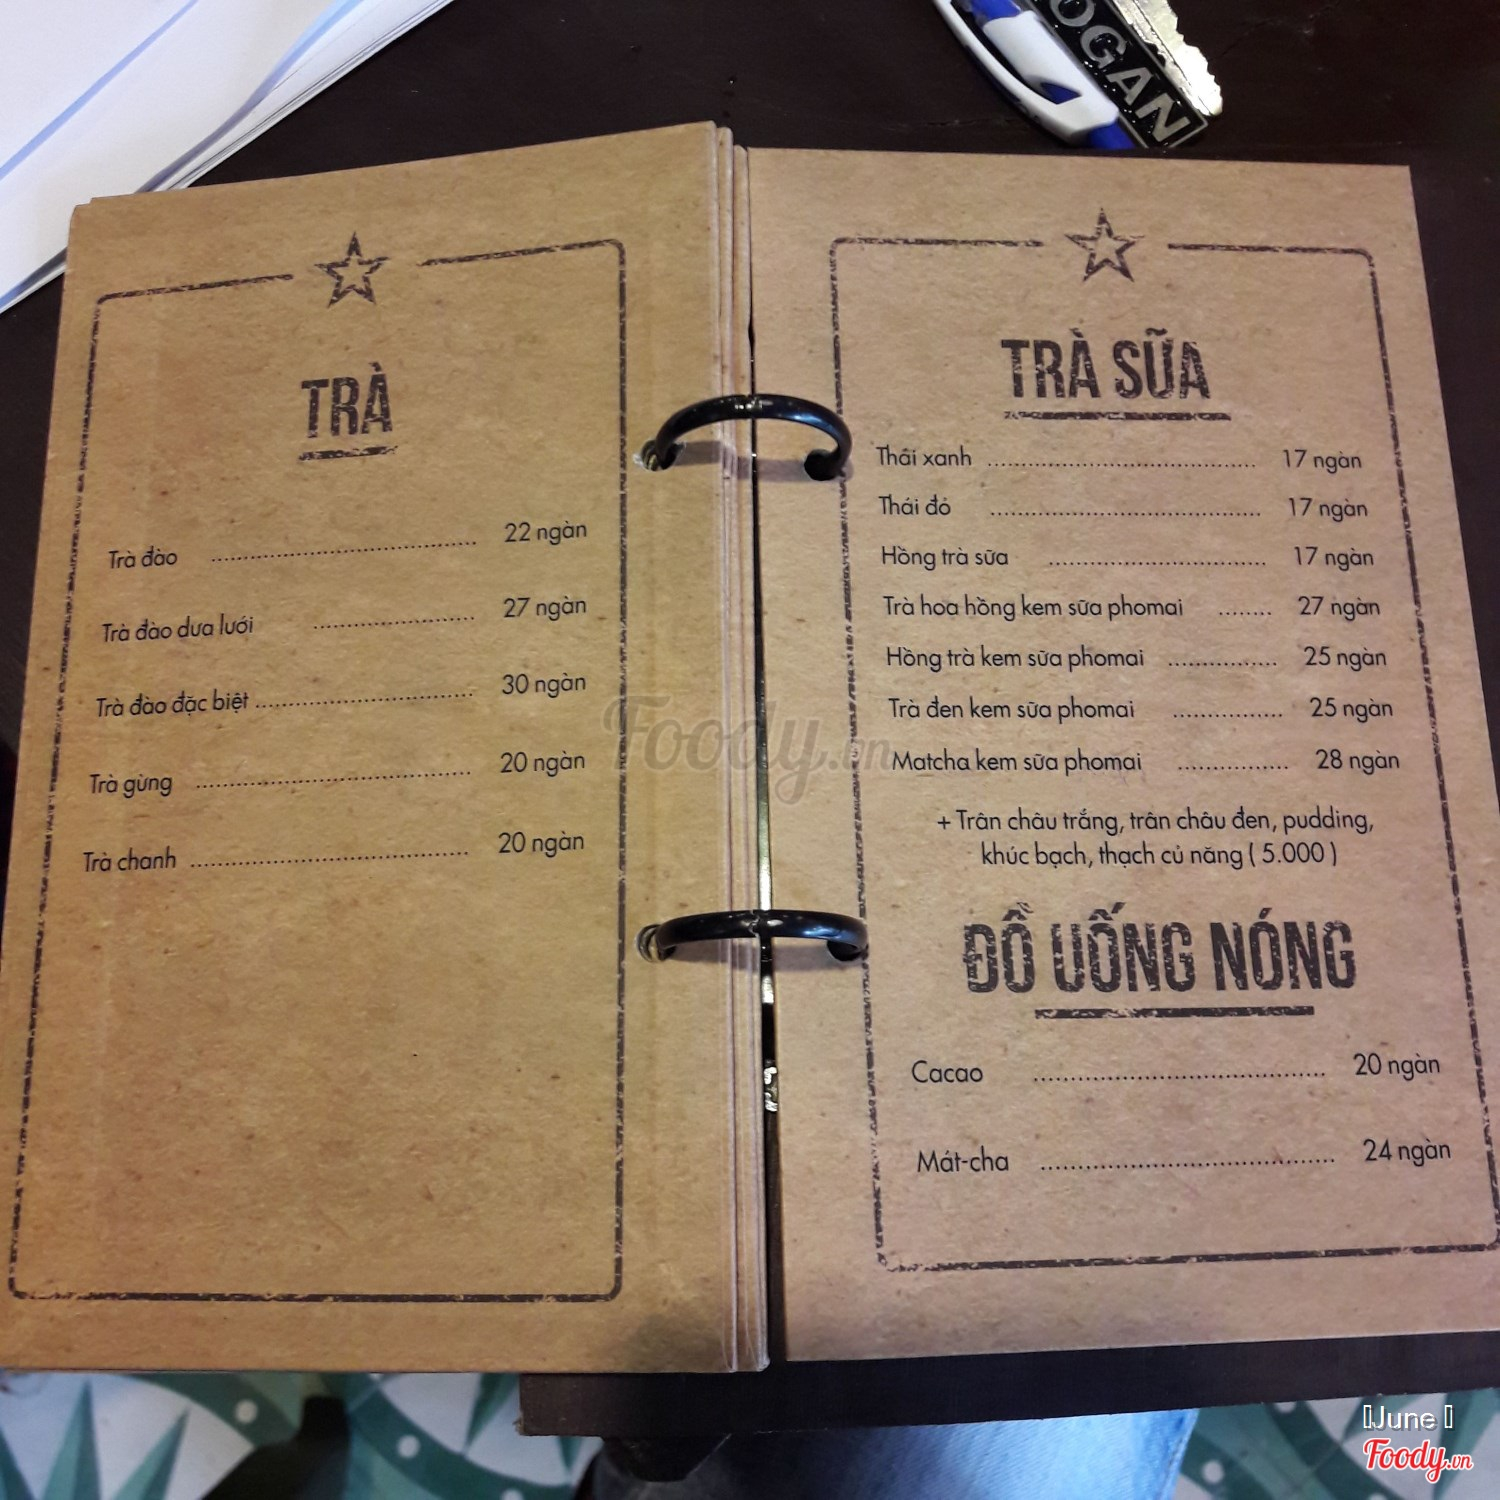 OGAN
TRÀ
Trà đào ........ 22 ngàn
Trà đào dưa lưới ........ 27 ngàn
Trà đào đặc biệt ........ 30 ngàn
Trà gừng ........ 20 ngàn
Trà chanh ........ 20 ngàn
TRÀ SỮA
Thái xanh ........ 17 ngàn
Thái đỏ ........ 17 ngàn
Hồng trà sữa ........ 17 ngàn
Trà hoa hồng kem sữa phomai ........ 27 ngàn
Hồng trà kem sữa phomai ........ 25 ngàn
Trà đen kem sữa phomai ........ 25 ngàn
Matcha kem sữa phomai ........ 28 ngàn
+ Trân châu trắng, trân châu đen, pudding,
khúc bạch, thạch củ năng ( 5.000 )
ĐỒ UỐNG NÓNG
Cacao ........ 20 ngàn
Mát-cha ........ 24 ngàn
Foody.vn
June
Foody.vn